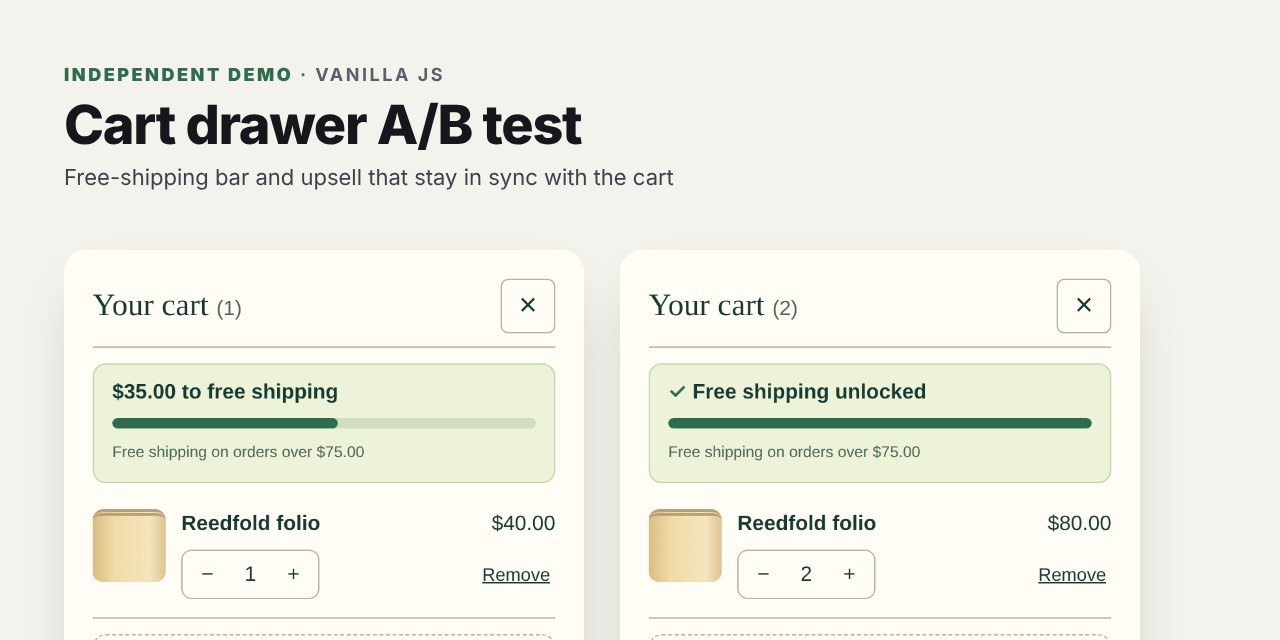 INDEPENDENT DEMO · VANILLA JS
Cart drawer A/B test
Free-shipping bar and upsell that stay in sync with the cart
Your cart (1) ✕
$35.00 to free shipping
Free shipping on orders over $75.00
Reedfold folio $40.00
− 1 + Remove
Your cart (2) ✕
✓ Free shipping unlocked
Free shipping on orders over $75.00
Reedfold folio $80.00
− 2 + Remove